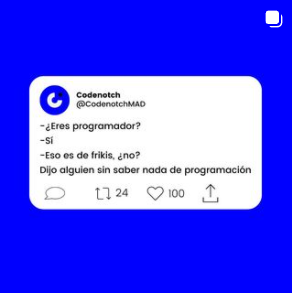 Codenotch
@CodenotchMAD
-¿Eres programador?
-Sí
-Eso es de frikis, ¿no?
Dijo alguien sin saber nada de programación
24
100